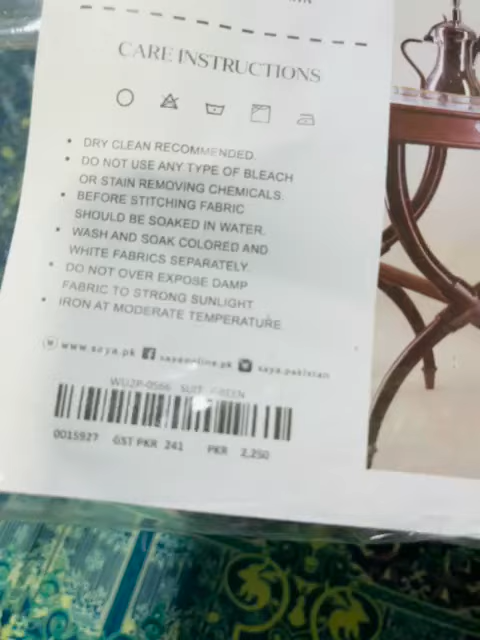 CARE INSTRUCTIONS
• DRY CLEAN RECOMMENDED.
• DO NOT USE ANY TYPE OF BLEACH
OR STAIN REMOVING CHEMICALS.
• BEFORE STITCHING FABRIC
SHOULD BE SOAKED IN WATER.
• WASH AND SOAK COLORED AND
WHITE FABRICS SEPARATELY.
• DO NOT OVER EXPOSE DAMP
FABRIC TO STRONG SUNLIGHT.
• IRON AT MODERATE TEMPERATURE.
www.saya.pk sayaonline.pk saya.pakistan
WU2P-0566 SUIT
0015927 GST PKR 241 PKR 2,250